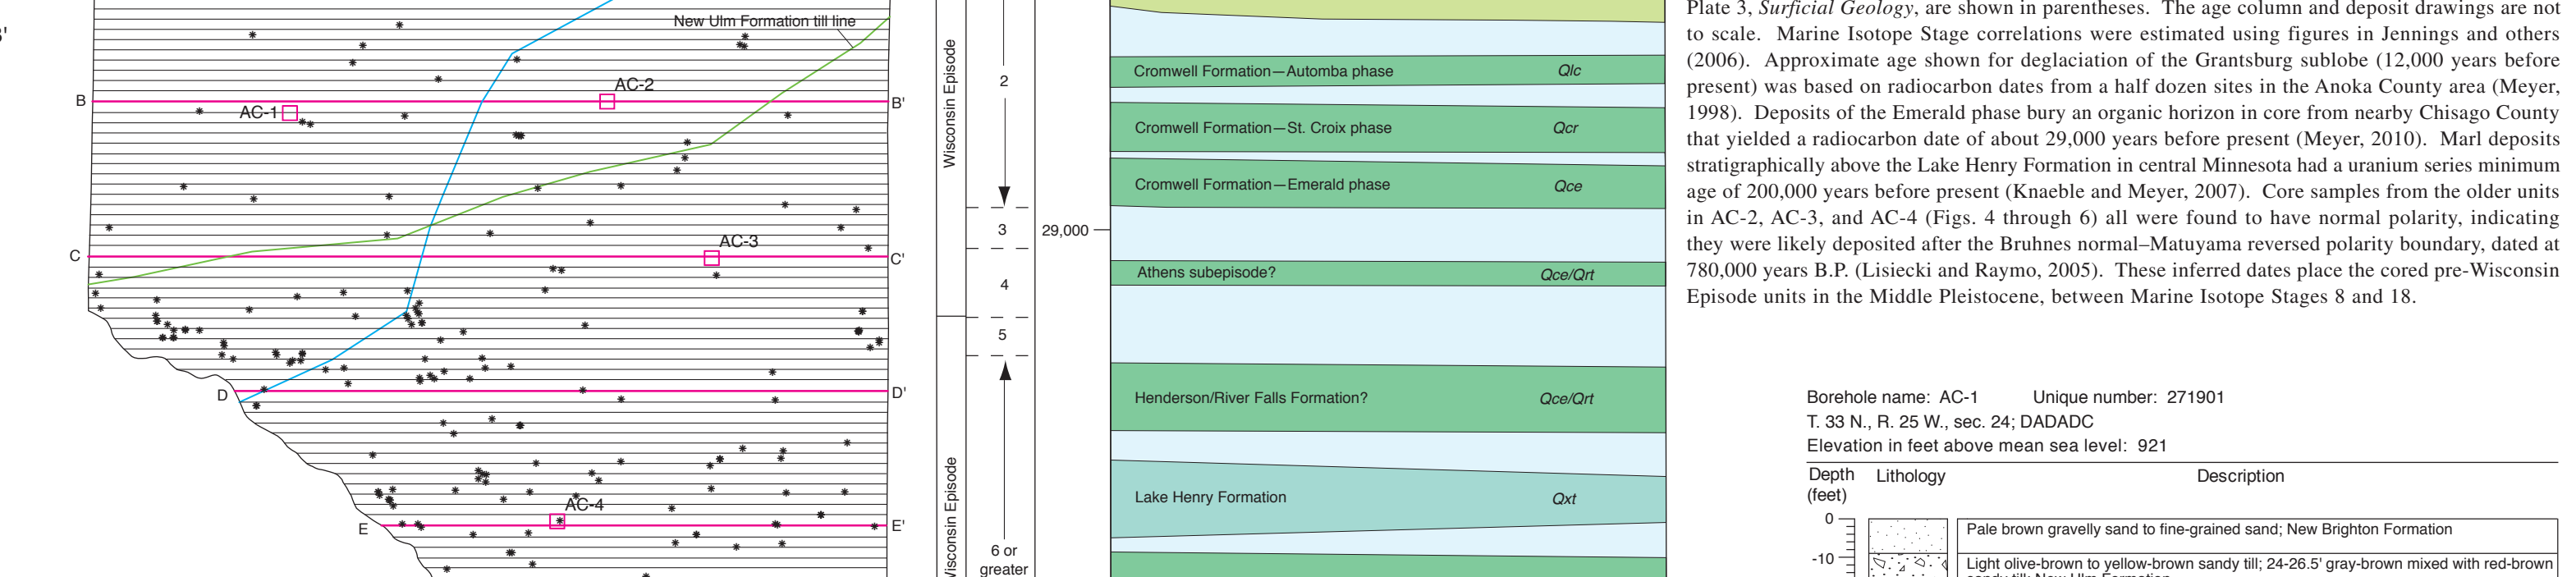 B'
New Ulm Formation till line
B
AC-1
AC-2
B'
C
AC-3
C'
D
D'
E
AC-4
E'
Wisconsin Episode
2
3
4
5
6 or
greater
29,000
Cromwell Formation—Automba phase Qlc
Cromwell Formation—St. Croix phase Qcr
Cromwell Formation—Emerald phase Qce
Athens subepisode? Qce/Qrt
Henderson/River Falls Formation? Qce/Qrt
Lake Henry Formation Qxt
Plate 3, Surficial Geology, are shown in parentheses. The age column and deposit drawings are not
to scale. Marine Isotope Stage correlations were estimated using figures in Jennings and others
(2006). Approximate age shown for deglaciation of the Grantsburg sublobe (12,000 years before
present) was based on radiocarbon dates from a half dozen sites in the Anoka County area (Meyer,
1998). Deposits of the Emerald phase bury an organic horizon in core from nearby Chisago County
that yielded a radiocarbon date of about 29,000 years before present (Meyer, 2010). Marl deposits
stratigraphically above the Lake Henry Formation in central Minnesota had a uranium series minimum
age of 200,000 years before present (Knaeble and Meyer, 2007). Core samples from the older units
in AC-2, AC-3, and AC-4 (Figs. 4 through 6) all were found to have normal polarity, indicating
they were likely deposited after the Bruhnes normal–Matuyama reversed polarity boundary, dated at
780,000 years B.P. (Lisiecki and Raymo, 2005). These inferred dates place the cored pre-Wisconsin
Episode units in the Middle Pleistocene, between Marine Isotope Stages 8 and 18.
Borehole name: AC-1 Unique number: 271901
T. 33 N., R. 25 W., sec. 24; DADADC
Elevation in feet above mean sea level: 921
Depth Lithology Description
(feet)
0
Pale brown gravelly sand to fine-grained sand; New Brighton Formation
-10
Light olive-brown to yellow-brown sandy till; 24-26.5' gray-brown mixed with red-brown
sandy till; New Ulm Formation